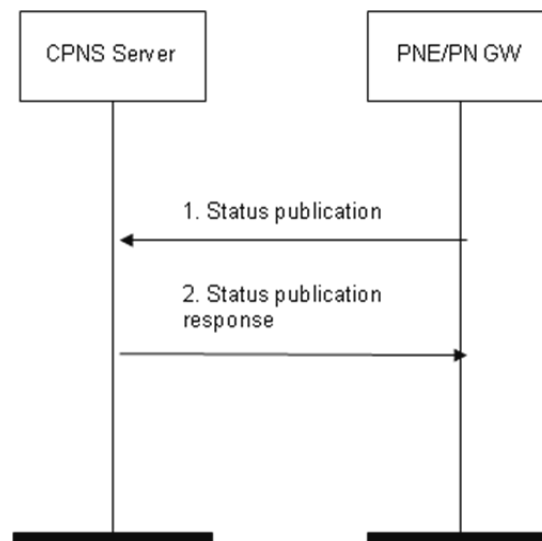 CPNS Server
PNE/PN GW
1. Status publication
2. Status publication
response